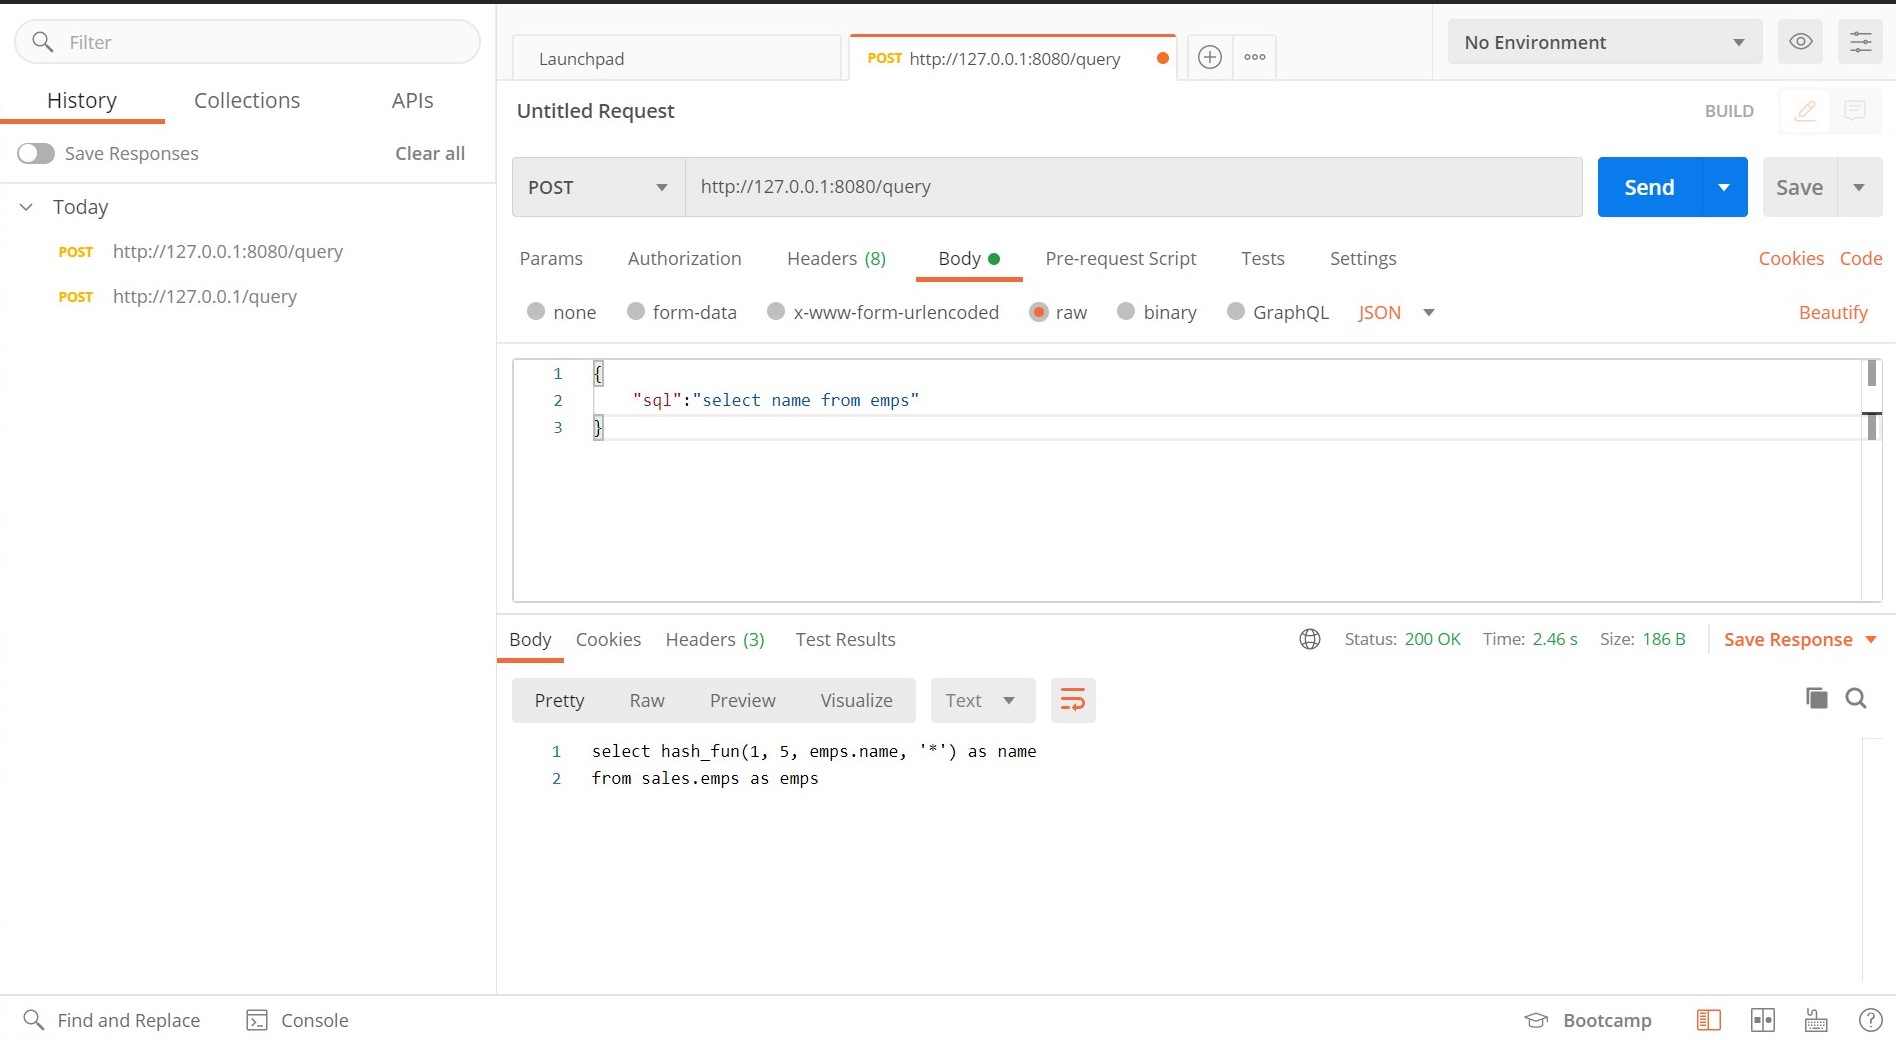 Filter
History Collections APIs
Save Responses Clear all
Today
POST http://127.0.0.1:8080/query
POST http://127.0.0.1/query
Launchpad
POST http://127.0.0.1:8080/query
No Environment
Untitled Request
BUILD
POST http://127.0.0.1:8080/query
Send
Save
Params Authorization Headers (8) Body Pre-request Script Tests Settings Cookies Code
none form-data x-www-form-urlencoded raw binary GraphQL JSON Beautify
1 {
2 "sql":"select name from emps"
3 }
Body Cookies Headers (3) Test Results Status: 200 OK Time: 2.46 s Size: 186 B Save Response
Pretty Raw Preview Visualize Text
1 select hash_fun(1, 5, emps.name, '*') as name
2 from sales.emps as emps
Find and Replace Console Bootcamp